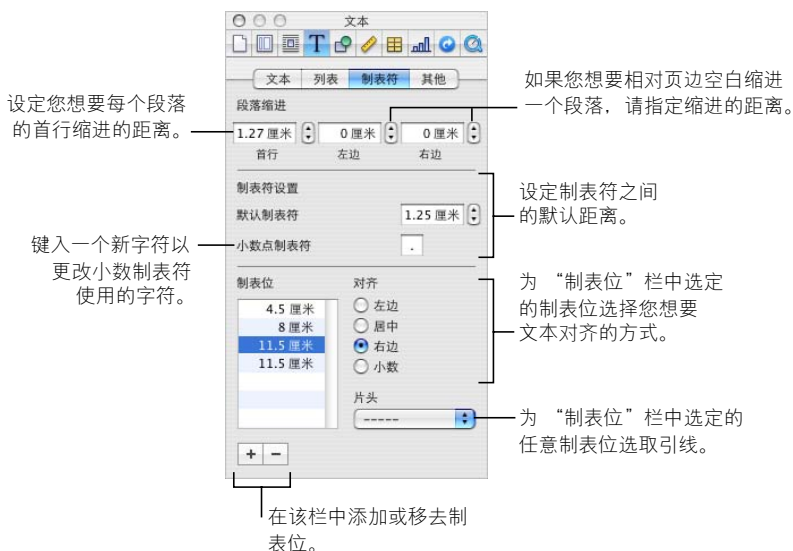 文本
T
文本 列表 制表符 其他
如果您想要相对页边空白缩进
一个段落，请指定缩进的距离。
设定您想要每个段落
的首行缩进的距离。
段落缩进
1.27 厘米 0 厘米 0 厘米
首行 左边 右边
制表符设置
默认制表符 1.25 厘米
小数点制表符 .
设定制表符之间
的默认距离。
键入一个新字符以
更改小数制表符
使用的字符。
制表位 对齐
4.5 厘米 左边
8 厘米 居中
11.5 厘米 右边
11.5 厘米 小数
为 “制表位”栏中选定
的制表位选择您想要
文本对齐的方式。
片头
-----
为 “制表位”栏中选定的
任意制表位选取引线。
+ −
在该栏中添加或移去制
表位。